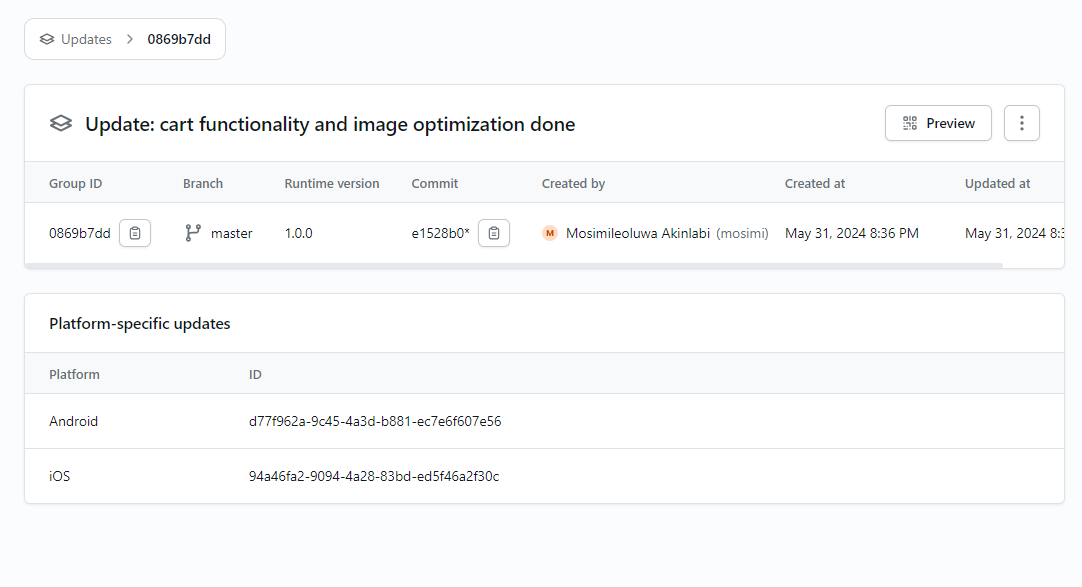 Updates > 0869b7dd
Update: cart functionality and image optimization done
Preview
Group ID Branch Runtime version Commit Created by Created at Updated at
0869b7dd master 1.0.0 e1528b0* M Mosimileoluwa Akinlabi (mosimi) May 31, 2024 8:36 PM May 31, 2024
Platform-specific updates
Platform ID
Android d77f962a-9c45-4a3d-b881-ec7e6f607e56
iOS 94a46fa2-9094-4a28-83bd-ed5f46a2f30c